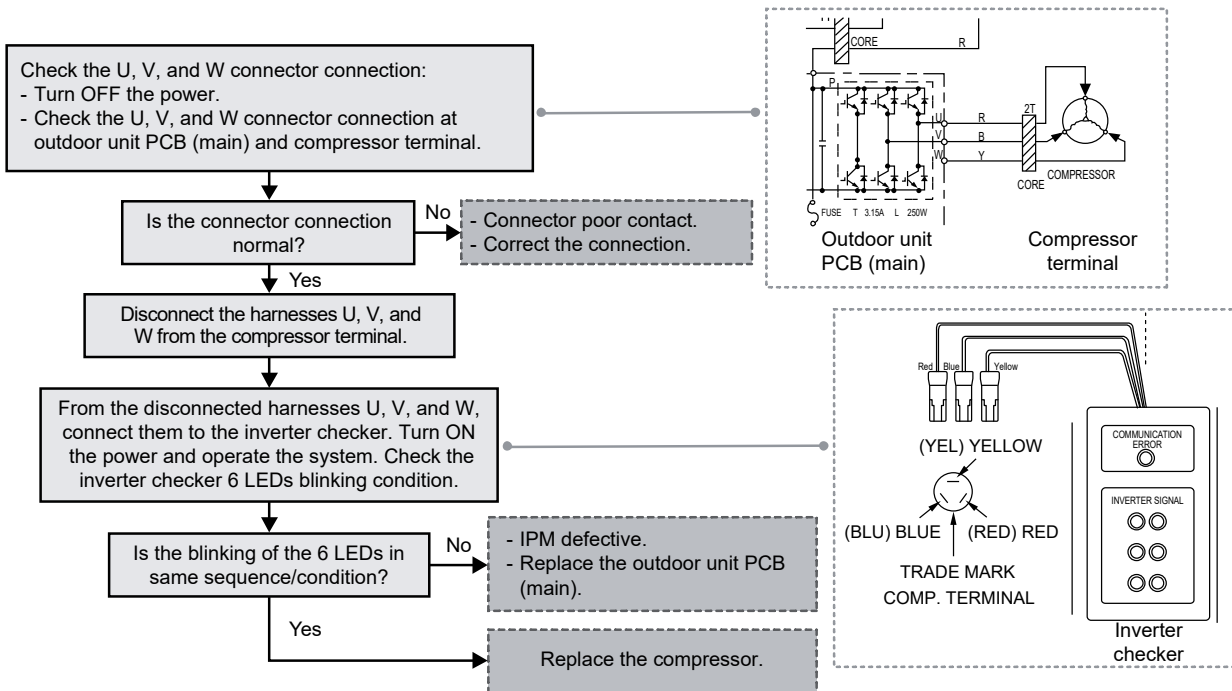 Check the U, V, and W connector connection:
- Turn OFF the power.
- Check the U, V, and W connector connection at
outdoor unit PCB (main) and compressor terminal.
Is the connector connection
normal?
No
- Connector poor contact.
- Correct the connection.
Yes
Disconnect the harnesses U, V, and
W from the compressor terminal.
From the disconnected harnesses U, V, and W,
connect them to the inverter checker. Turn ON
the power and operate the system. Check the
inverter checker 6 LEDs blinking condition.
Is the blinking of the 6 LEDs in
same sequence/condition?
No
- IPM defective.
- Replace the outdoor unit PCB
(main).
Yes
Replace the compressor.
CORE
R
P
U
R
2T
V
B
W
Y
CORE
COMPRESSOR
FUSE T 3.15A L 250W
Outdoor unit
PCB (main)
Compressor
terminal
Red
Blue
Yellow
(YEL) YELLOW
(BLU) BLUE
(RED) RED
TRADE MARK
COMP. TERMINAL
COMMUNICATION
ERROR
INVERTER SIGNAL
Inverter
checker